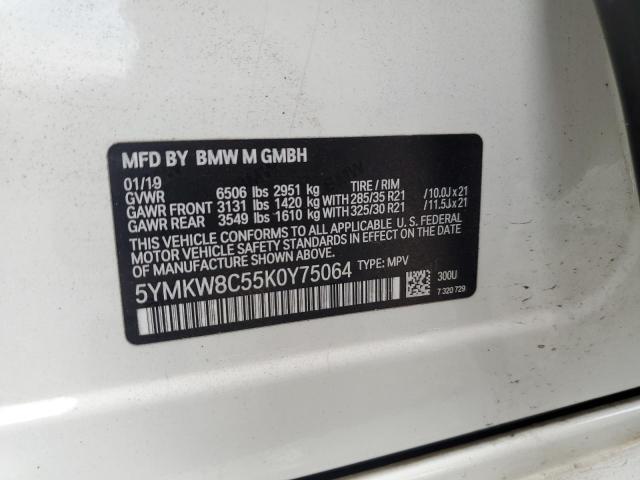 MFD BY BMW M GMBH
01/19 TIRE / RIM
GVWR 6506 lbs 2951 kg
GAWR FRONT 3131 lbs 1420 kg WITH 285/35 R21 /10.0J x 21
GAWR REAR 3549 lbs 1610 kg WITH 325/30 R21 /11.5J x 21
THIS VEHICLE CONFORMS TO ALL APPLICABLE U.S. FEDERAL
MOTOR VEHICLE SAFETY STANDARDS IN EFFECT ON THE DATE
OF MANUFACTURE SHOWN ABOVE.
5YMKW8C55K0Y75064 TYPE: MPV
300U
7 320 729